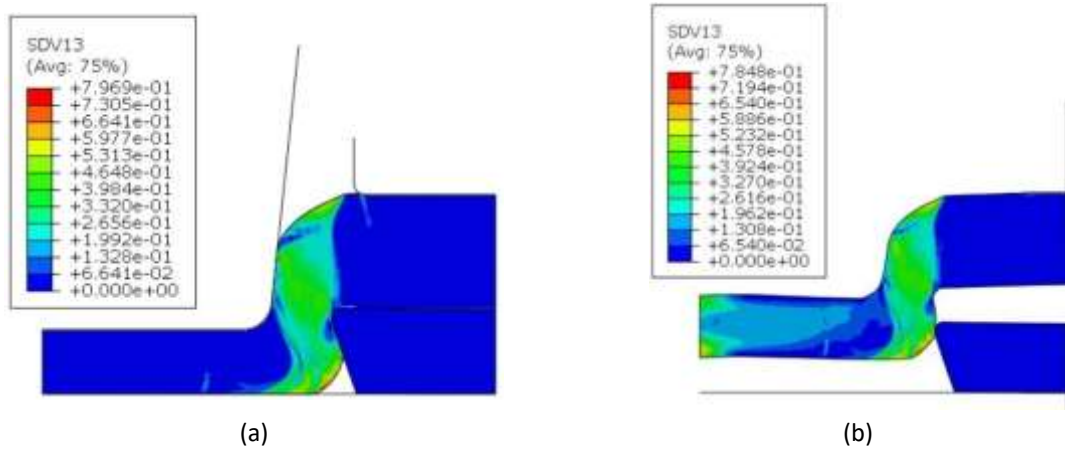 SDV13
(Avg: 75%)
+7.969e-01
+7.305e-01
+6.641e-01
+5.977e-01
+5.313e-01
+4.648e-01
+3.984e-01
+3.320e-01
+2.656e-01
+1.992e-01
+1.328e-01
+6.641e-02
+0.000e+00
(a)
SDV13
(Avg: 75%)
+7.848e-01
+7.194e-01
+6.540e-01
+5.886e-01
+5.232e-01
+4.578e-01
+3.924e-01
+3.270e-01
+2.616e-01
+1.962e-01
+1.308e-01
+6.540e-02
+0.000e+00
(b)